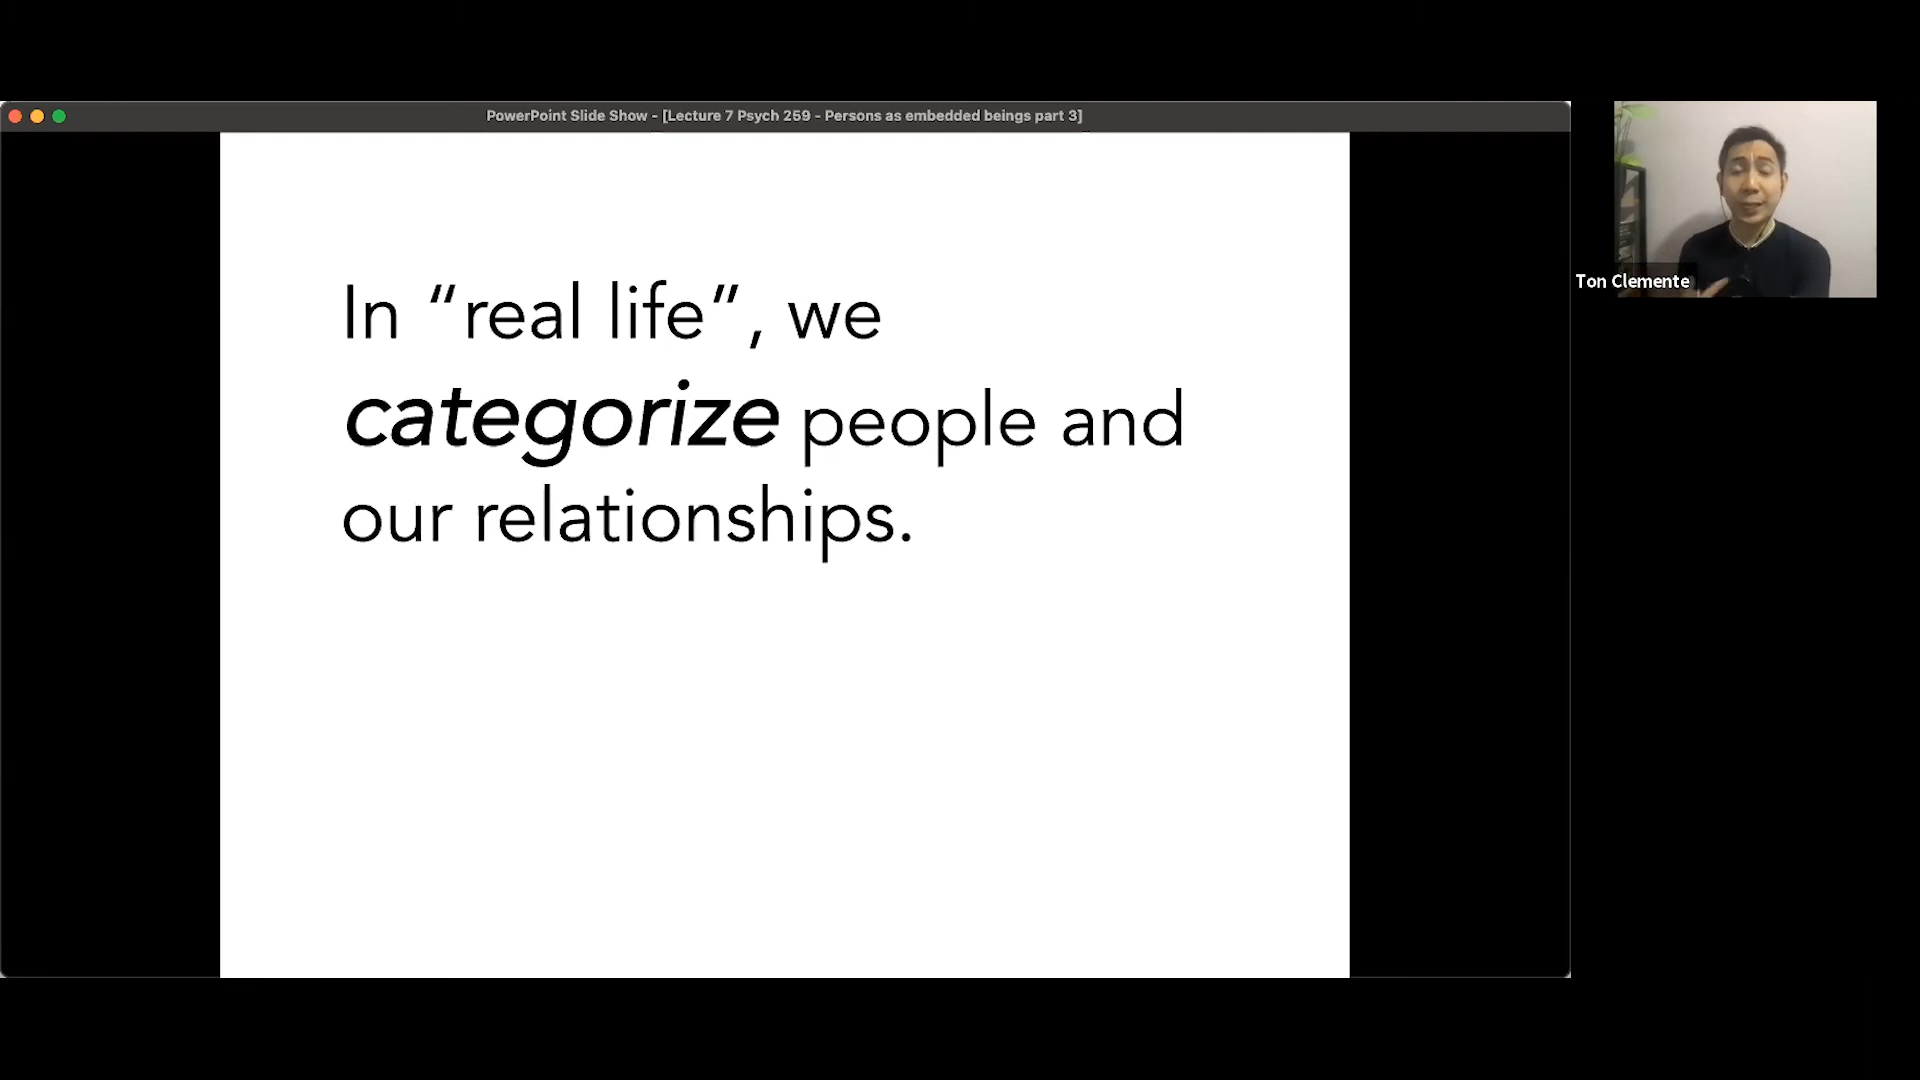 PowerPoint Slide Show - [Lecture 7 Psych 259 - Persons as embedded beings part 3]
In “real life”, we
categorize people and
our relationships.
Ton Clemente